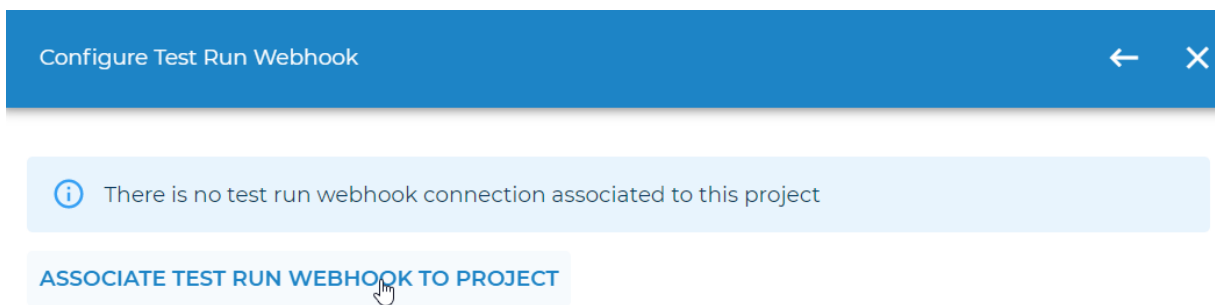 Configure Test Run Webhook
There is no test run webhook connection associated to this project
ASSOCIATE TEST RUN WEBHOOK TO PROJECT